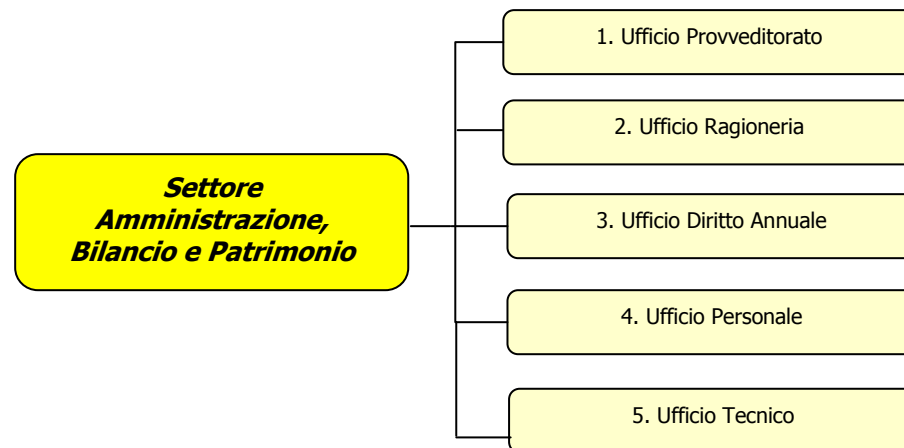 1. Ufficio Provveditorato
2. Ufficio Ragioneria
Settore
Amministrazione,
Bilancio e Patrimonio
3. Ufficio Diritto Annuale
4. Ufficio Personale
5. Ufficio Tecnico